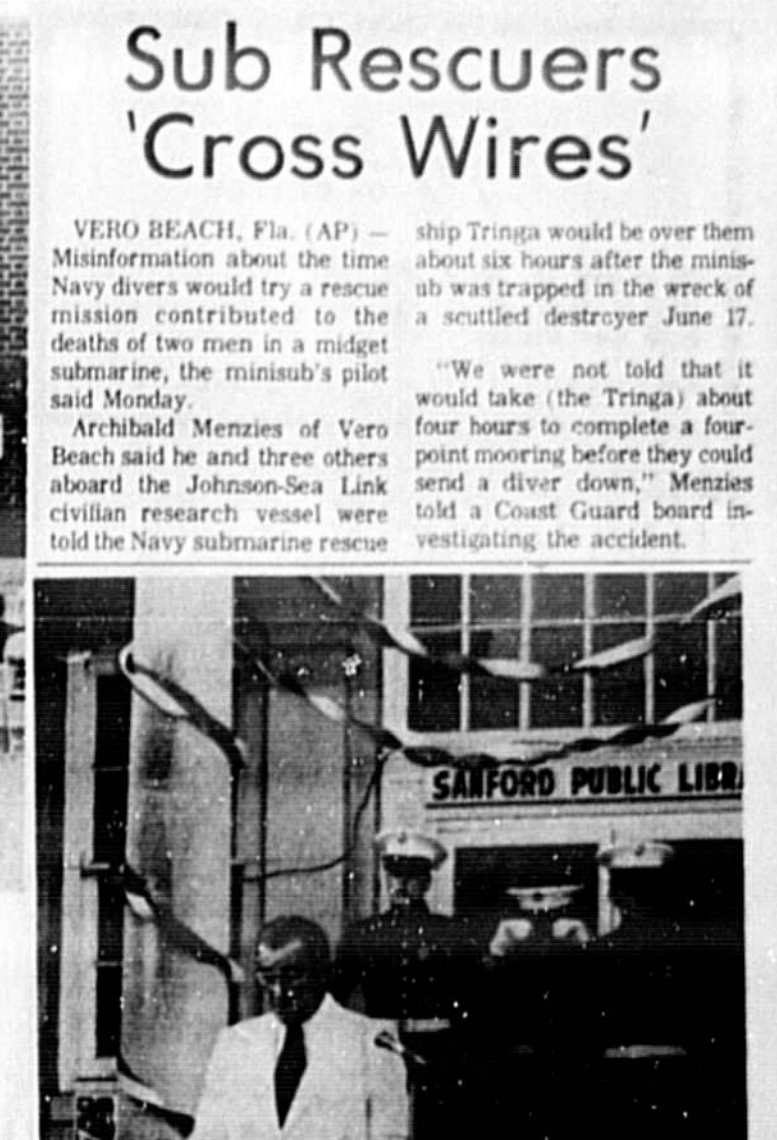 Sub Rescuers
'Cross Wires'
VERO BEACH, Fla. (AP) —
Misinformation about the time
Navy divers would try a rescue
mission contributed to the
deaths of two men in a midget
submarine, the minisub's pilot
said Monday.
Archibald Menzies of Vero
Beach said he and three others
aboard the Johnson-Sea Link
civilian research vessel were
told the Navy submarine rescue
ship Tringa would be over them
about six hours after the minis-
ub was trapped in the wreck of
a scuttled destroyer June 17.
"We were not told that it
would take (the Tringa) about
four hours to complete a four-
point mooring before they could
send a diver down," Menzies
told a Coast Guard board in-
vestigating the accident.
SANFORD PUBLIC LIBRA